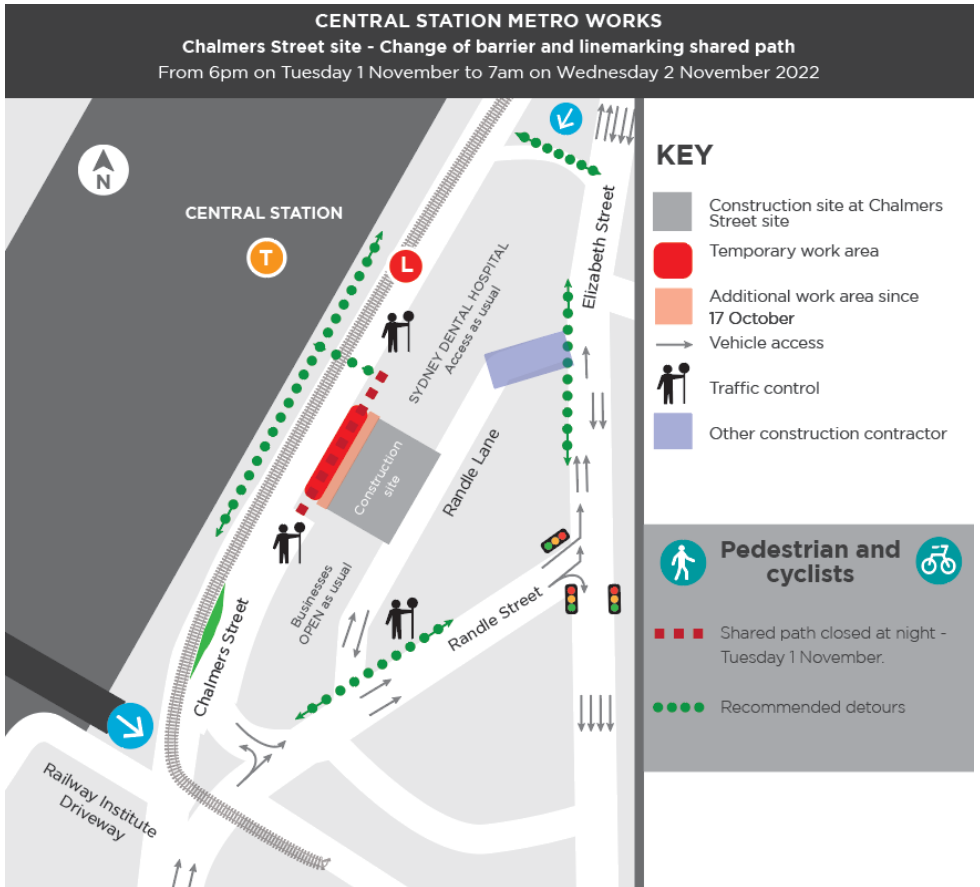 CENTRAL STATION METRO WORKS
Chalmers Street site - Change of barrier and linemarking shared path
From 6pm on Tuesday 1 November to 7am on Wednesday 2 November 2022
N
CENTRAL STATION
T
L
SYDNEY DENTAL HOSPITAL
Access as usual
Elizabeth Street
Construction
site
Randle Lane
Businesses
OPEN as usual
Randle Street
Chalmers Street
Railway Institute
Driveway
KEY
Construction site at Chalmers
Street site
Temporary work area
Additional work area since
17 October
Vehicle access
Traffic control
Other construction contractor
Pedestrian and
cyclists
Shared path closed at night -
Tuesday 1 November.
Recommended detours